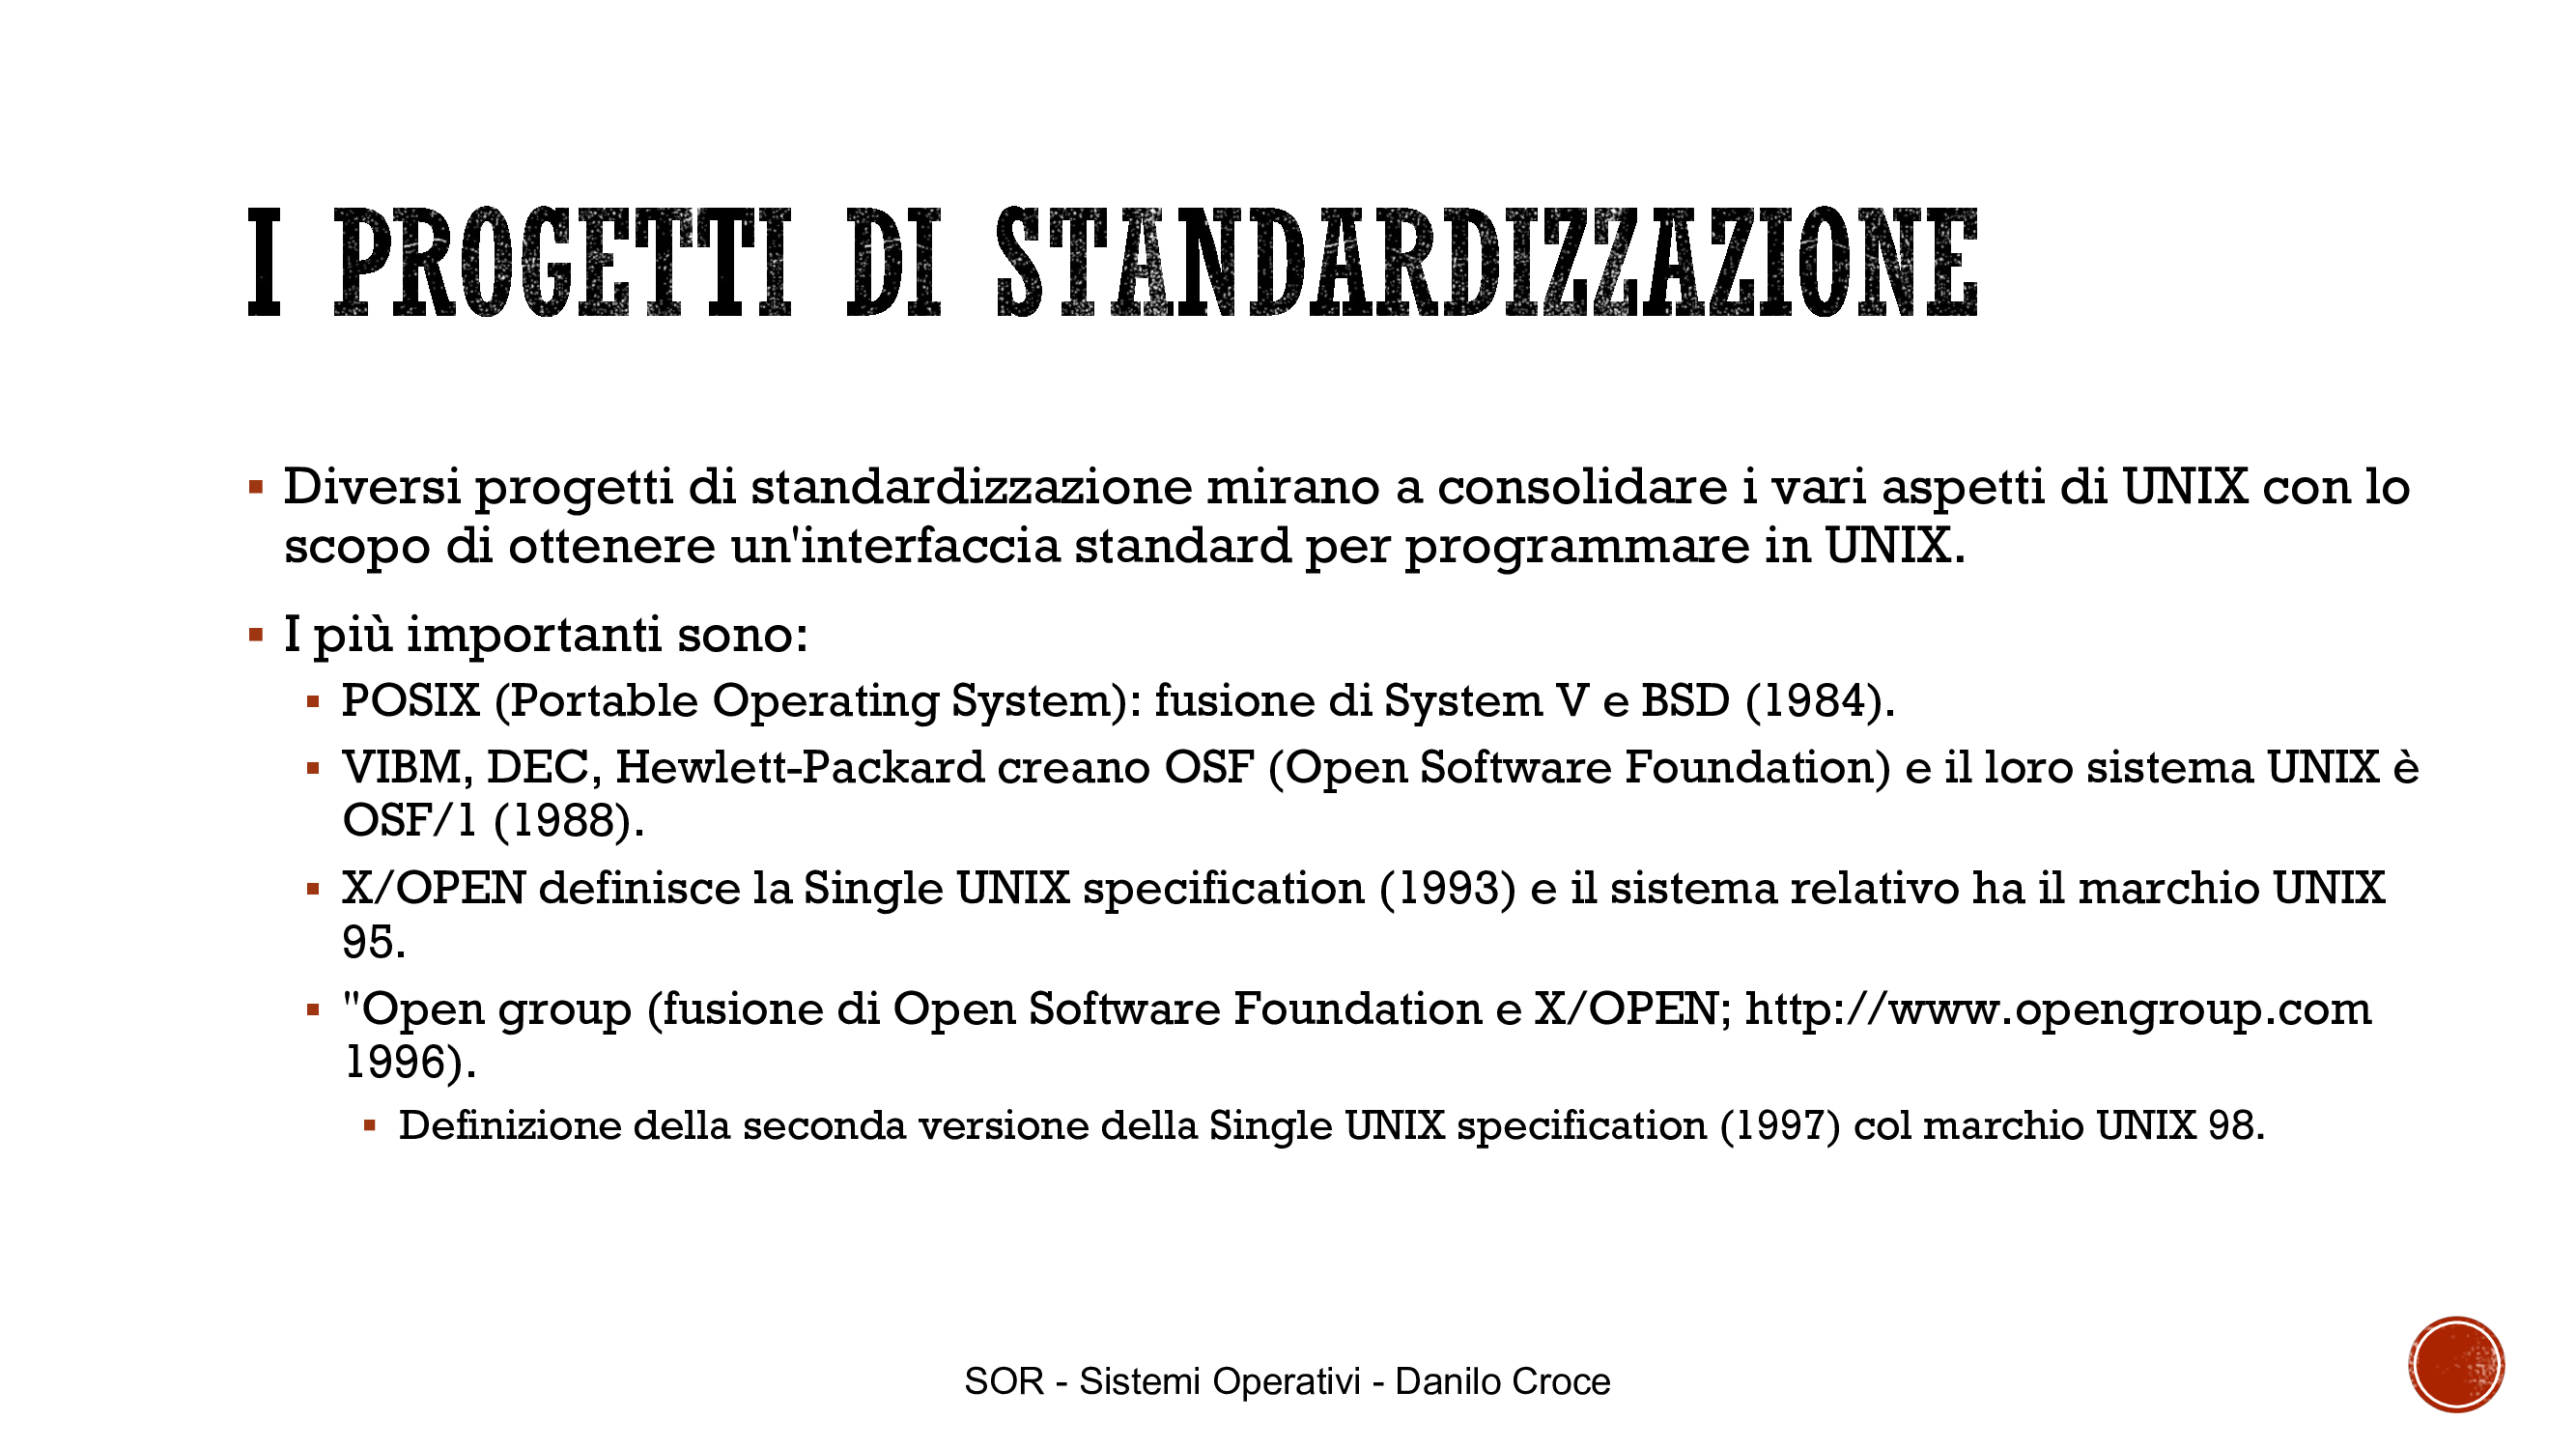 I PROGETTI DI STANDARDIZZAZIONE
▪ Diversi progetti di standardizzazione mirano a consolidare i vari aspetti di UNIX con lo
scopo di ottenere un'interfaccia standard per programmare in UNIX.
▪ I più importanti sono:
▪ POSIX (Portable Operating System): fusione di System V e BSD (1984).
▪ VIBM, DEC, Hewlett-Packard creano OSF (Open Software Foundation) e il loro sistema UNIX è
OSF/1 (1988).
▪ X/OPEN definisce la Single UNIX specification (1993) e il sistema relativo ha il marchio UNIX
95.
▪ "Open group (fusione di Open Software Foundation e X/OPEN; http://www.opengroup.com
1996).
▪ Definizione della seconda versione della Single UNIX specification (1997) col marchio UNIX 98.
SOR - Sistemi Operativi - Danilo Croce